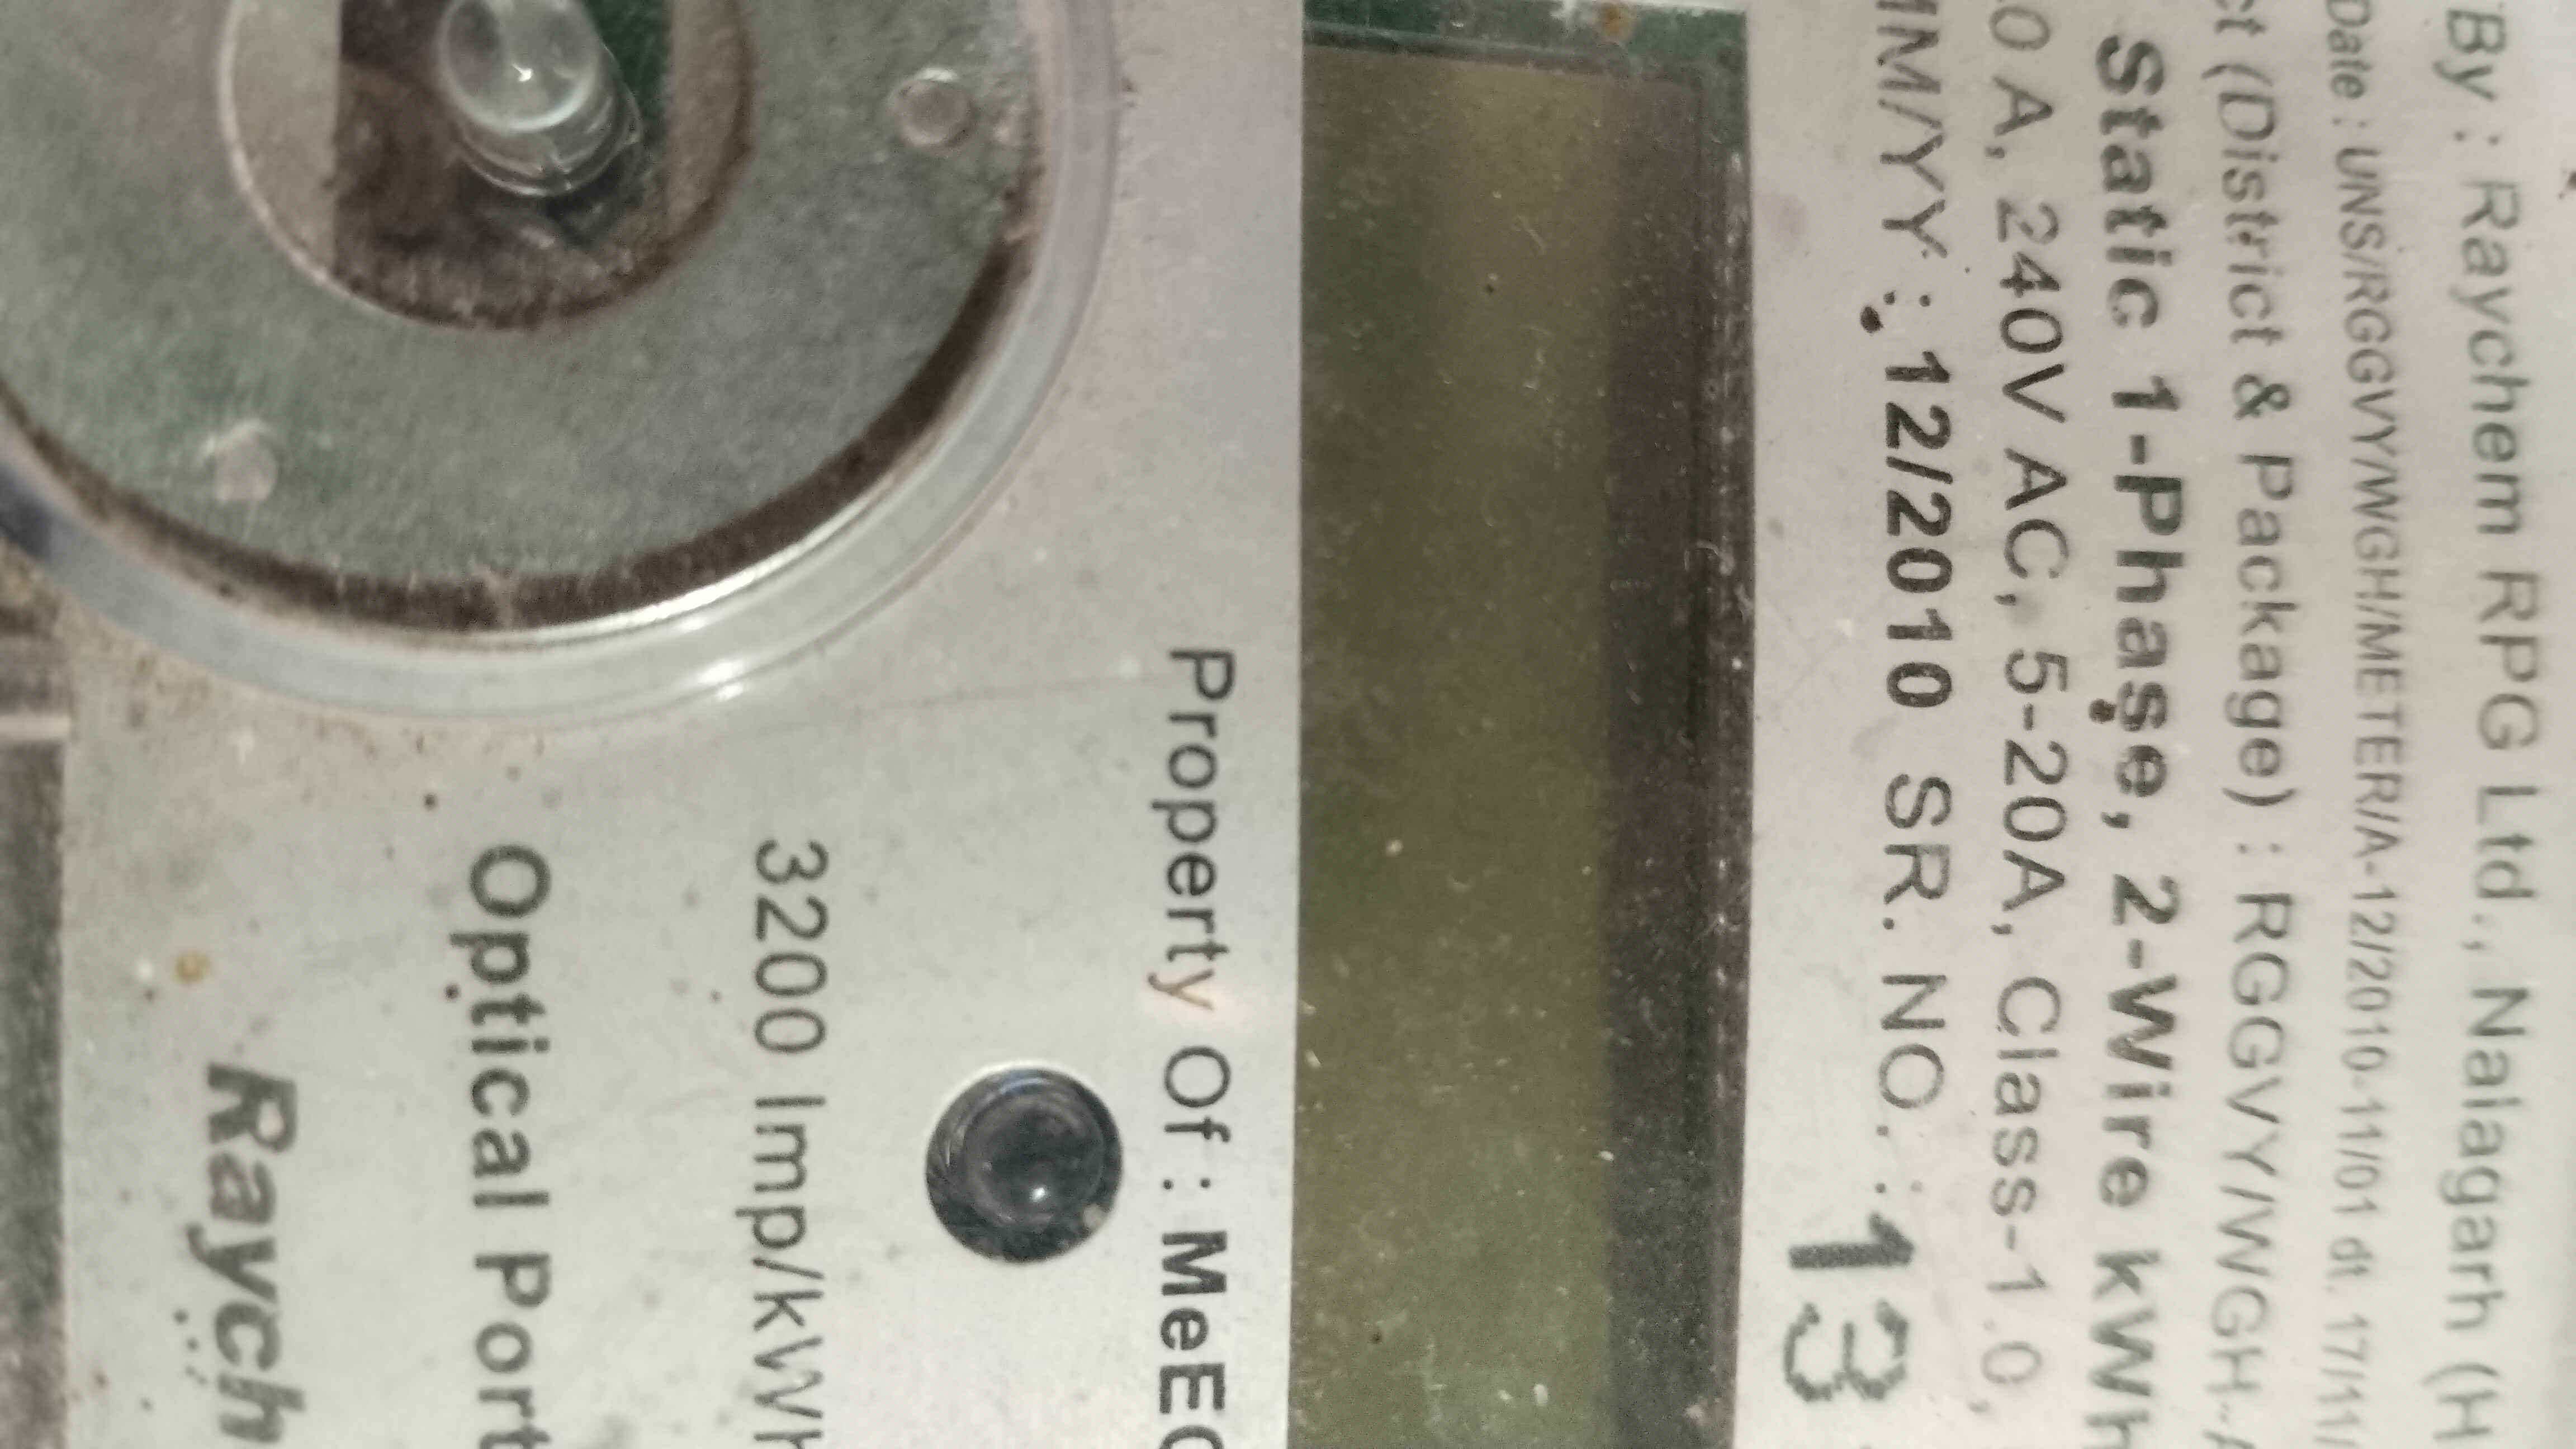 By : Raychem RPG Ltd., Nalagarh (H
Date : UNS/RGGVY/WGH/METER/A-12/2010-11/01 dt. 17/11/
ct (District & Package) : RGGVY/WGH-A
Static 1-Phase, 2-Wire kWh
0 A, 240V AC, 5-20A, Class-1.0,
MM/YY : 12/2010 SR. NO. : 13
Property Of : MeEC
3200 Imp/kWh
Optical Port
Raych